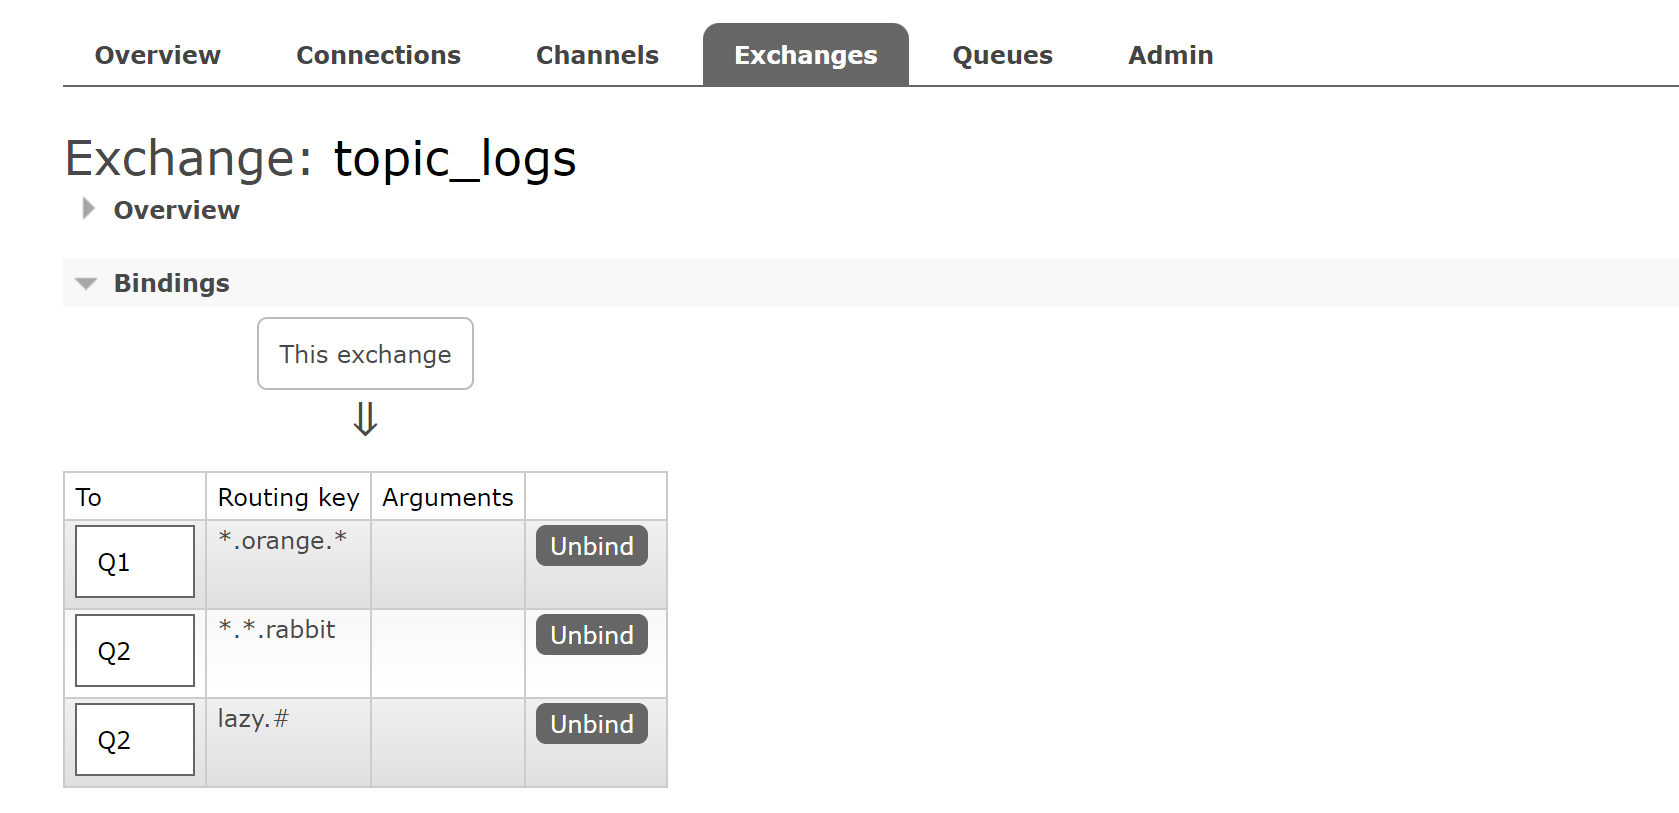 Overview Connections Channels Exchanges Queues Admin
Exchange: topic_logs
Overview
Bindings
This exchange
⇓
To Routing key Arguments
Q1 *.orange.* Unbind
Q2 *.*.rabbit Unbind
Q2 lazy.# Unbind